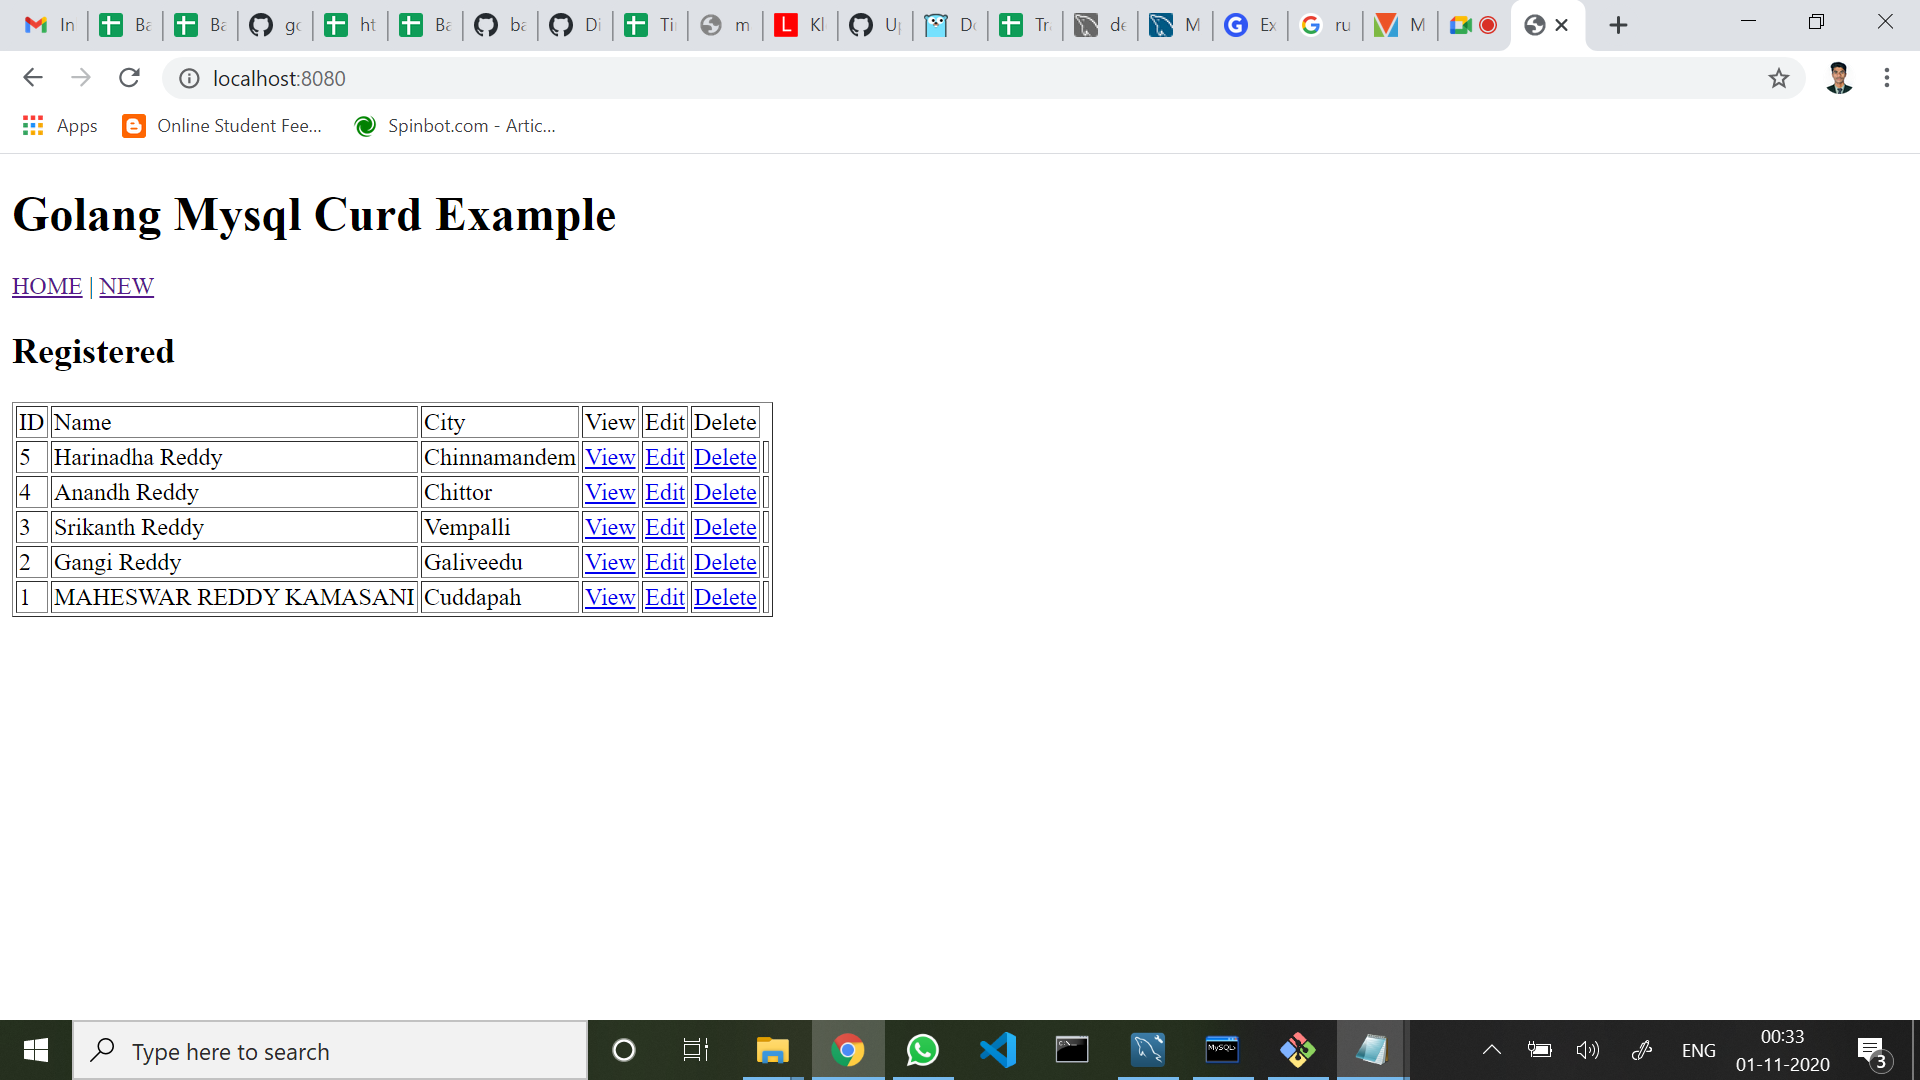 In Ba Ba go ht Ba ba Di Tir m Kl Up Do Tr de M Ex ru M
localhost:8080
Apps Online Student Fee... Spinbot.com - Artic...
Golang Mysql Curd Example
HOME | NEW
Registered
ID Name City View Edit Delete
5 Harinadha Reddy Chinnamandem View Edit Delete
4 Anandh Reddy Chittor View Edit Delete
3 Srikanth Reddy Vempalli View Edit Delete
2 Gangi Reddy Galiveedu View Edit Delete
1 MAHESWAR REDDY KAMASANI Cuddapah View Edit Delete
Type here to search
ENG
00:33
01-11-2020
3